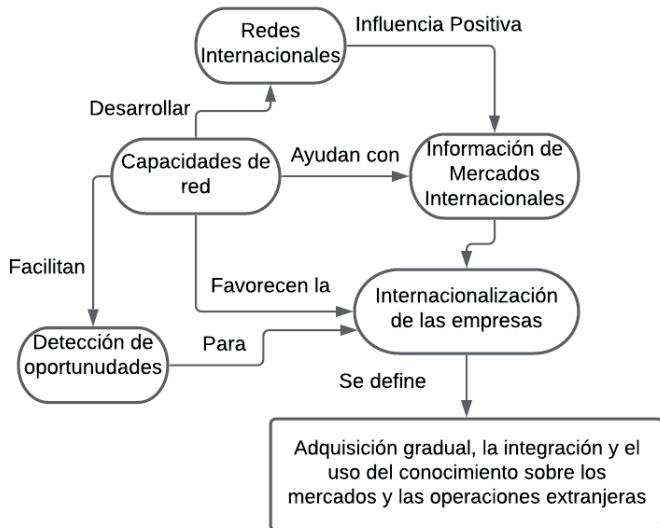 Redes
Internacionales
Influencia Positiva
Desarrollar
Capacidades de
red
Ayudan con
Información de
Mercados
Internacionales
Facilitan
Favorecen la
Internacionalización
de las empresas
Detección de
oportunudades
Para
Se define
Adquisición gradual, la integración y el
uso del conocimiento sobre los
mercados y las operaciones extranjeras